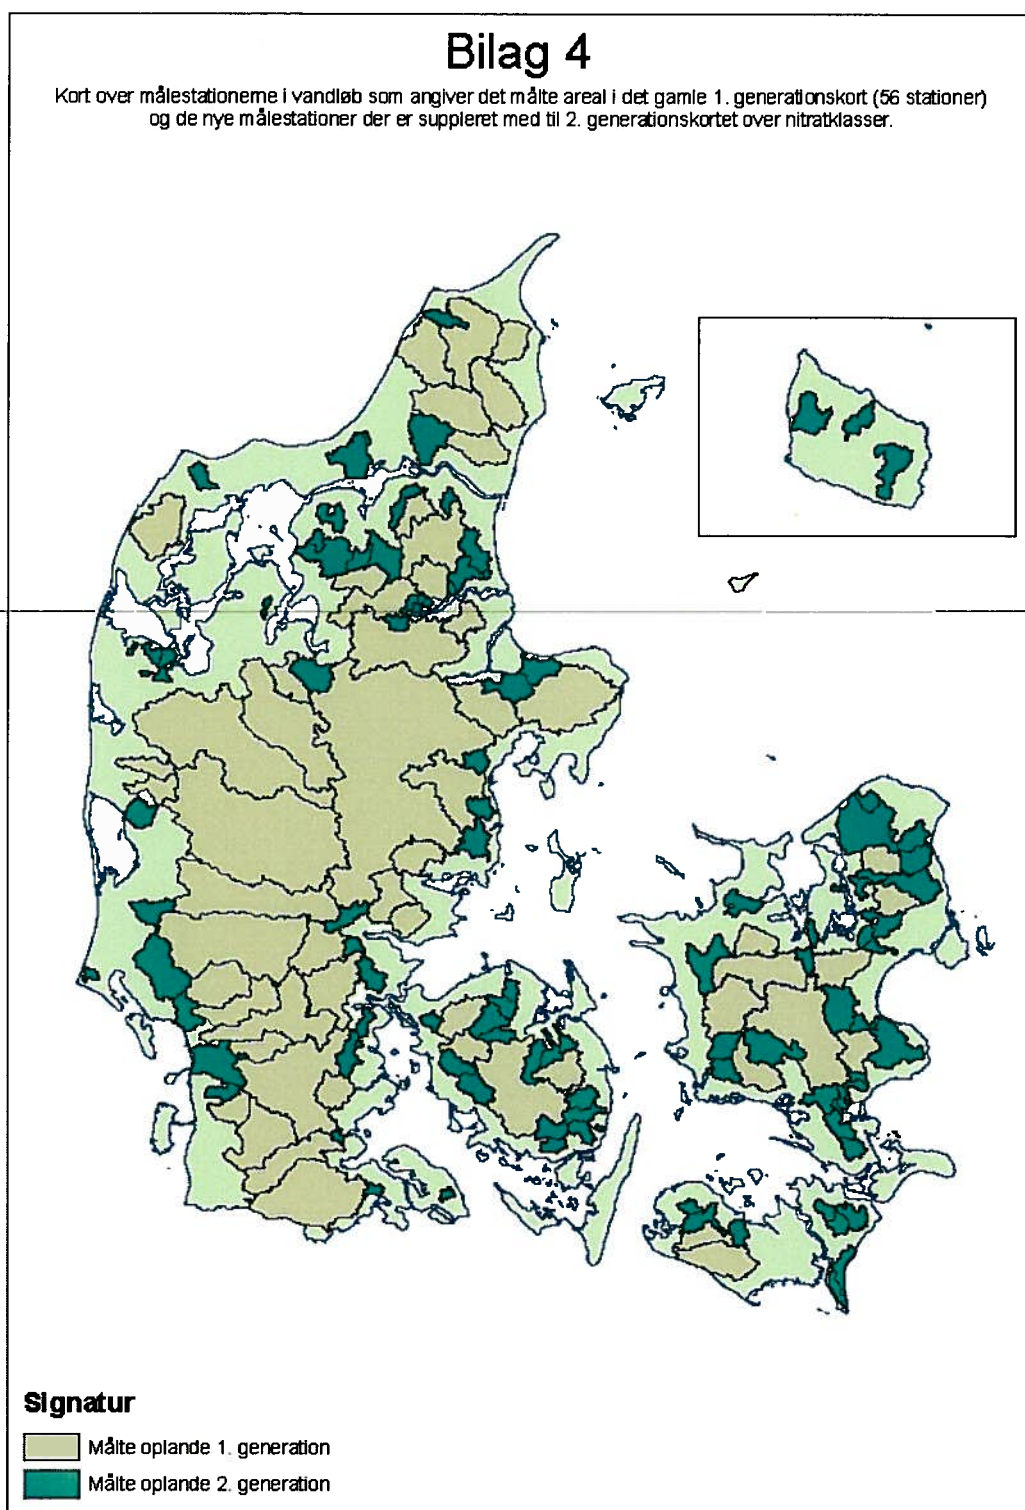 Bilag 4
Kort over målestationerne i vandløb som angiver det målte areal i det gamle 1. generationskort (56 stationer)
og de nye målestationer der er suppleret med til 2. generationskortet over nitratklasser.
Signatur
Målte oplande 1. generation
Målte oplande 2. generation